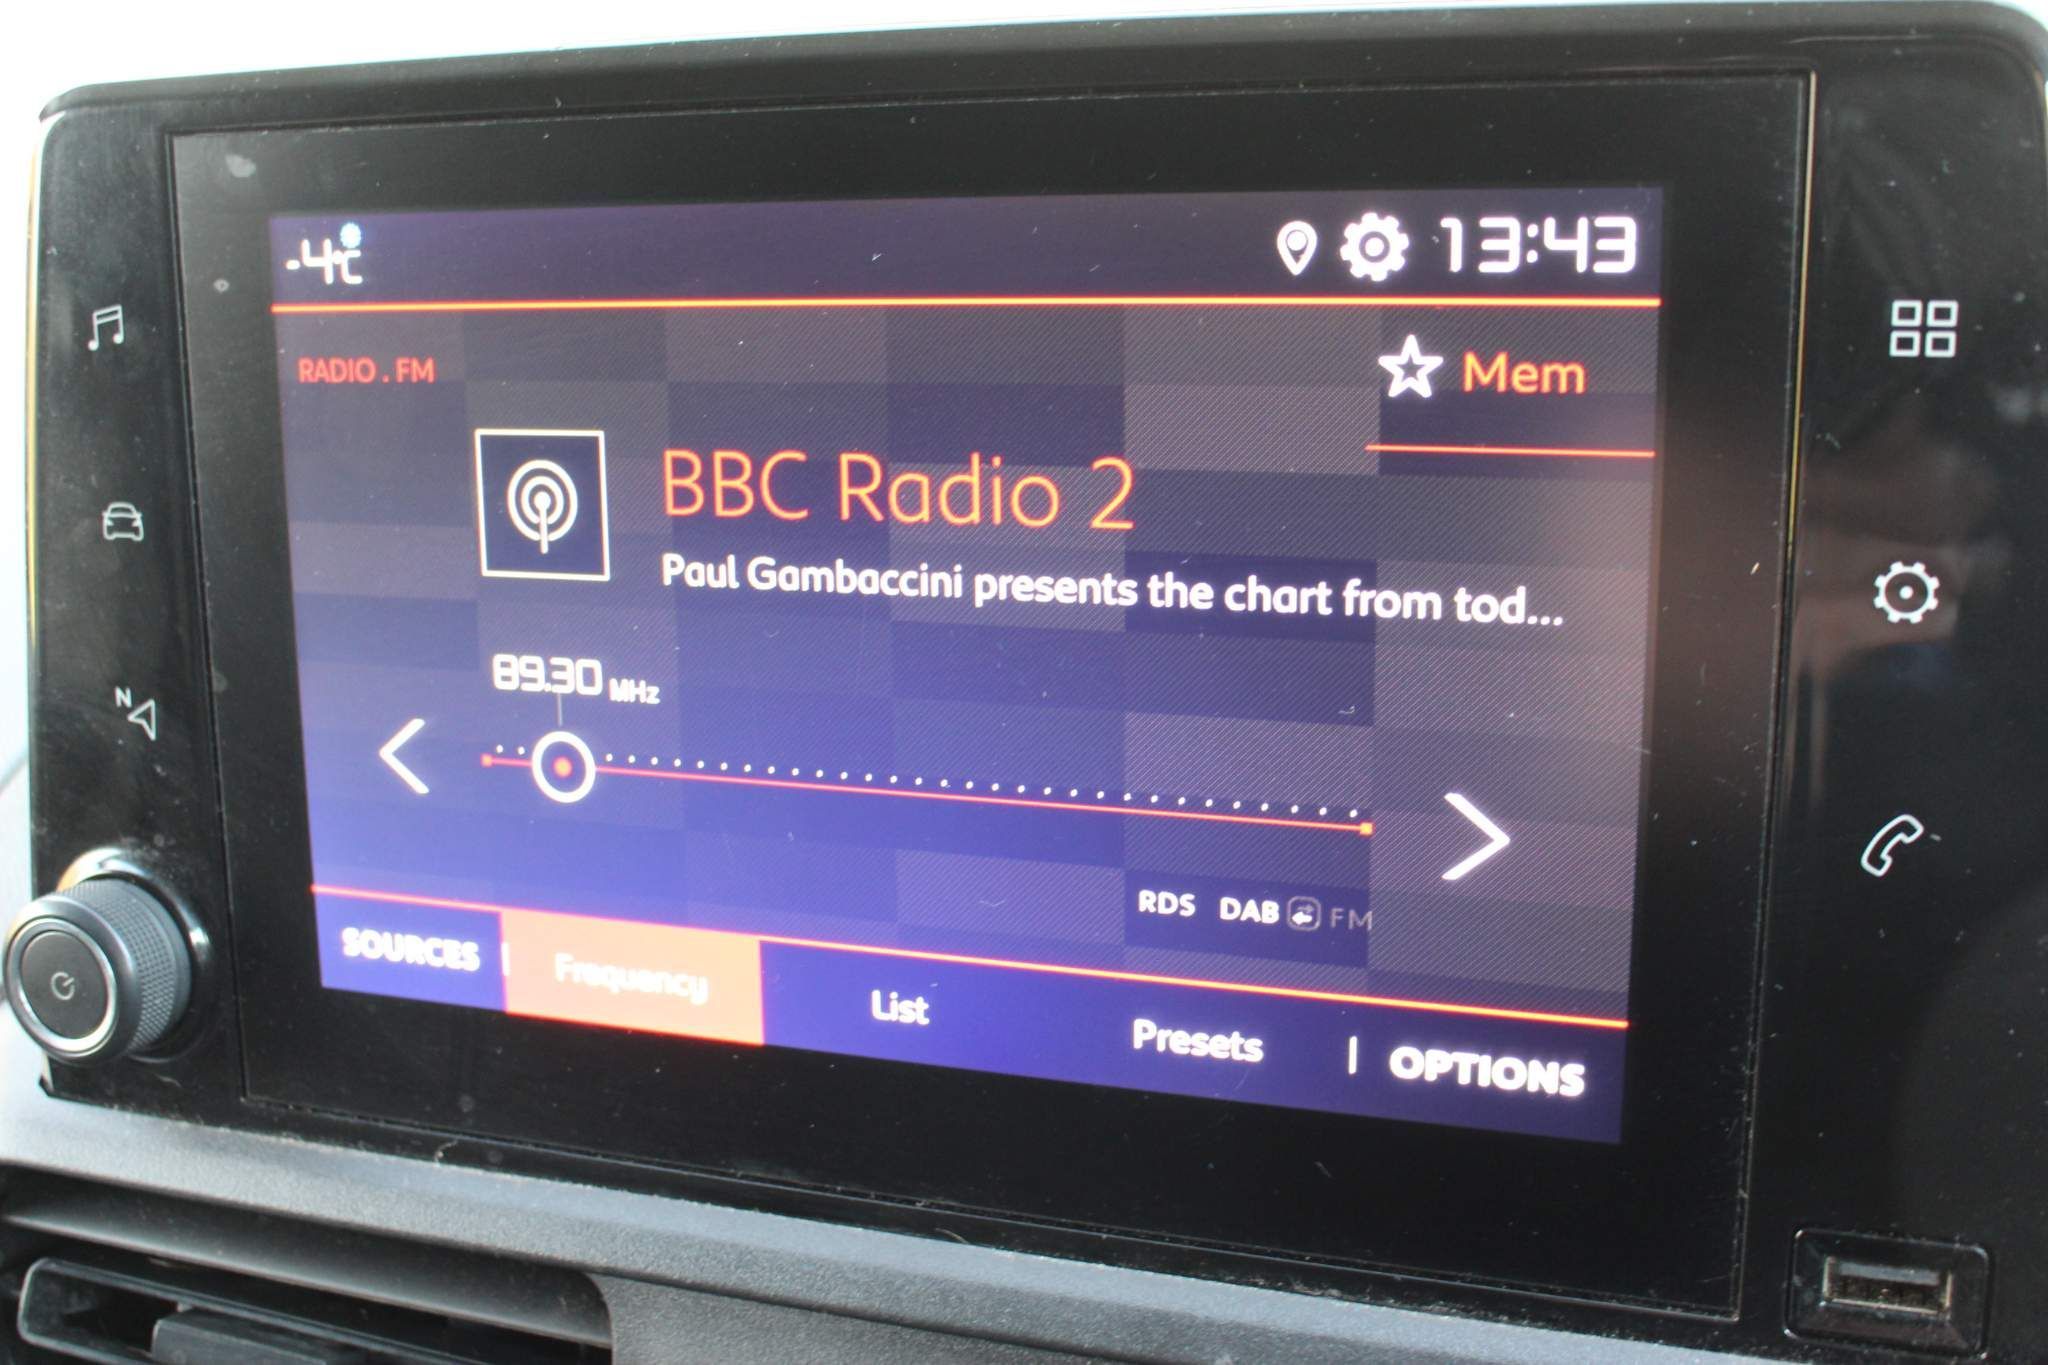 -4°C
13:43
RADIO . FM
Mem
BBC Radio 2
Paul Gambaccini presents the chart from tod...
89.30 MHz
N
RDS DAB FM
SOURCES | Frequency List Presets | OPTIONS